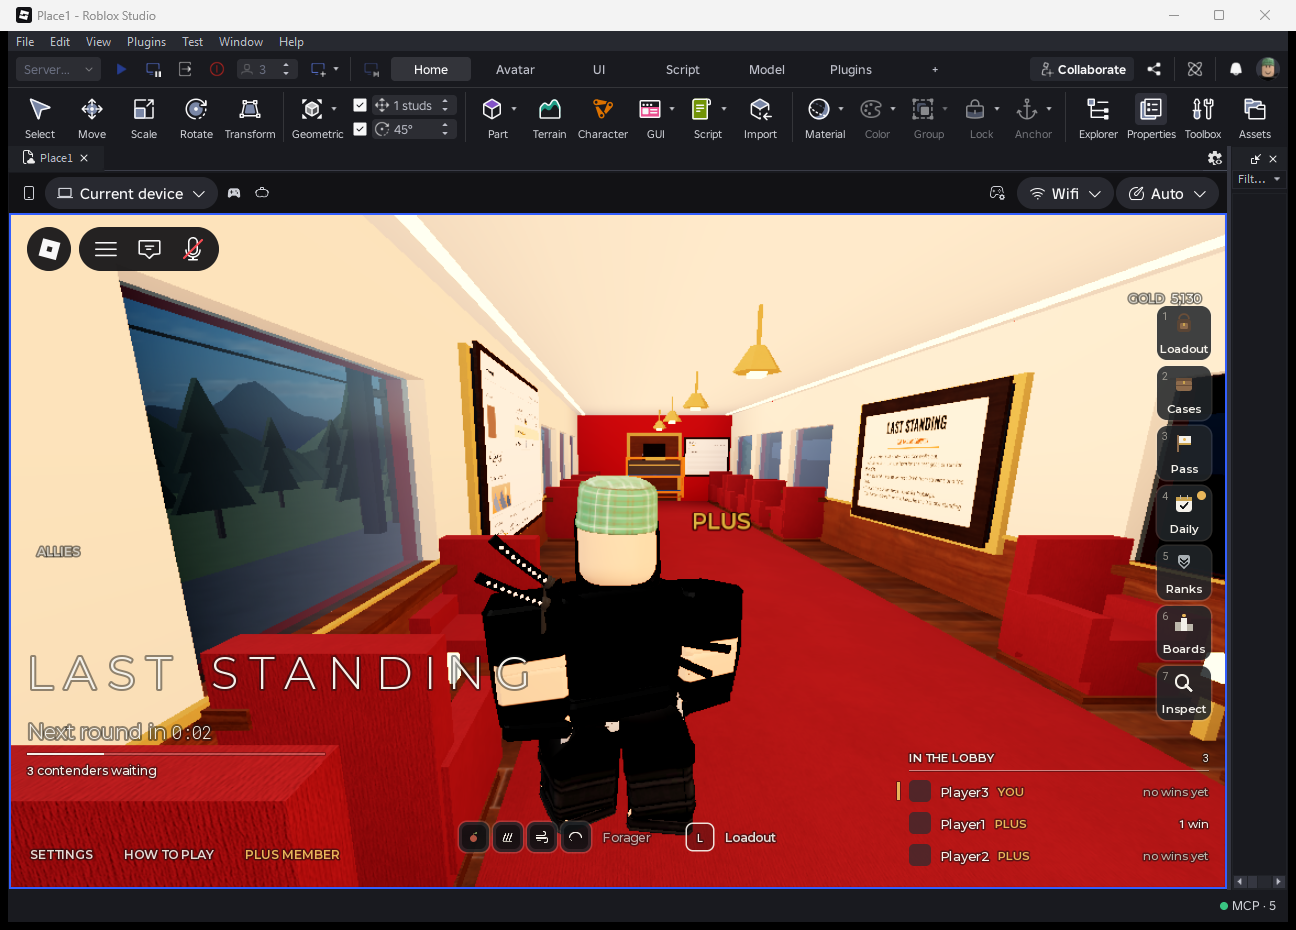 Place1 - Roblox Studio
File Edit View Plugins Test Window Help
Server... 3 Home Avatar UI Script Model Plugins + Collaborate
Select Move Scale Rotate Transform Geometric 1 studs 45° Part Terrain Character GUI Script Import Material Color Group Lock Anchor Explorer Properties Toolbox Assets
Place1
Current device Wifi Auto Filt...
GOLD 5,130
1 Loadout
2 Cases
3 Pass
4 Daily
5 Ranks
6 Boards
7 Inspect
LAST STANDING
PLUS
ALLIES
LAST STANDING
Next round in 0:02
3 contenders waiting
SETTINGS HOW TO PLAY PLUS MEMBER
Forager L Loadout
IN THE LOBBY 3
Player3 YOU no wins yet
Player1 PLUS 1 win
Player2 PLUS no wins yet
MCP · 5